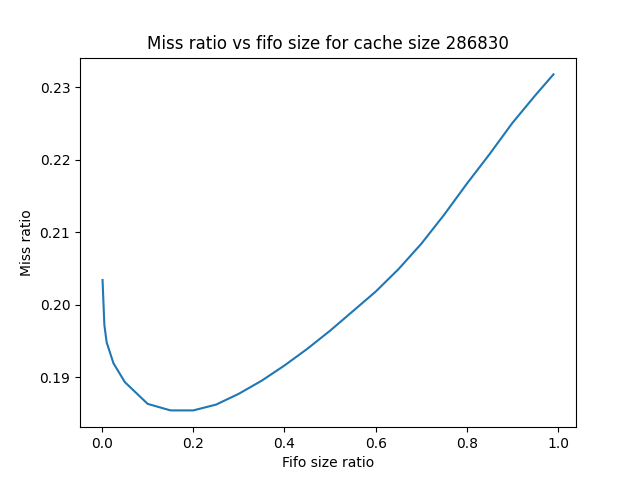 Miss ratio vs fifo size for cache size 286830
0.23
0.22
0.21
0.20
0.19
Miss ratio
0.0 0.2 0.4 0.6 0.8 1.0
Fifo size ratio